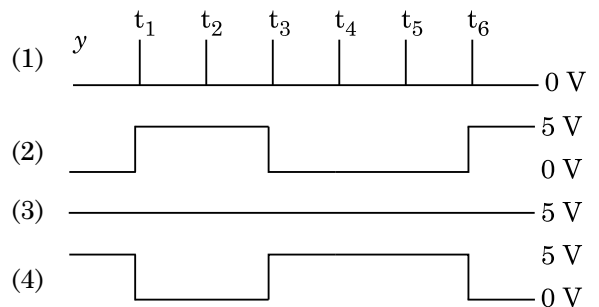 t₁ t₂ t₃ t₄ t₅ t₆
y
(1)
0 V
5 V
(2)
0 V
(3)
5 V
5 V
(4)
0 V